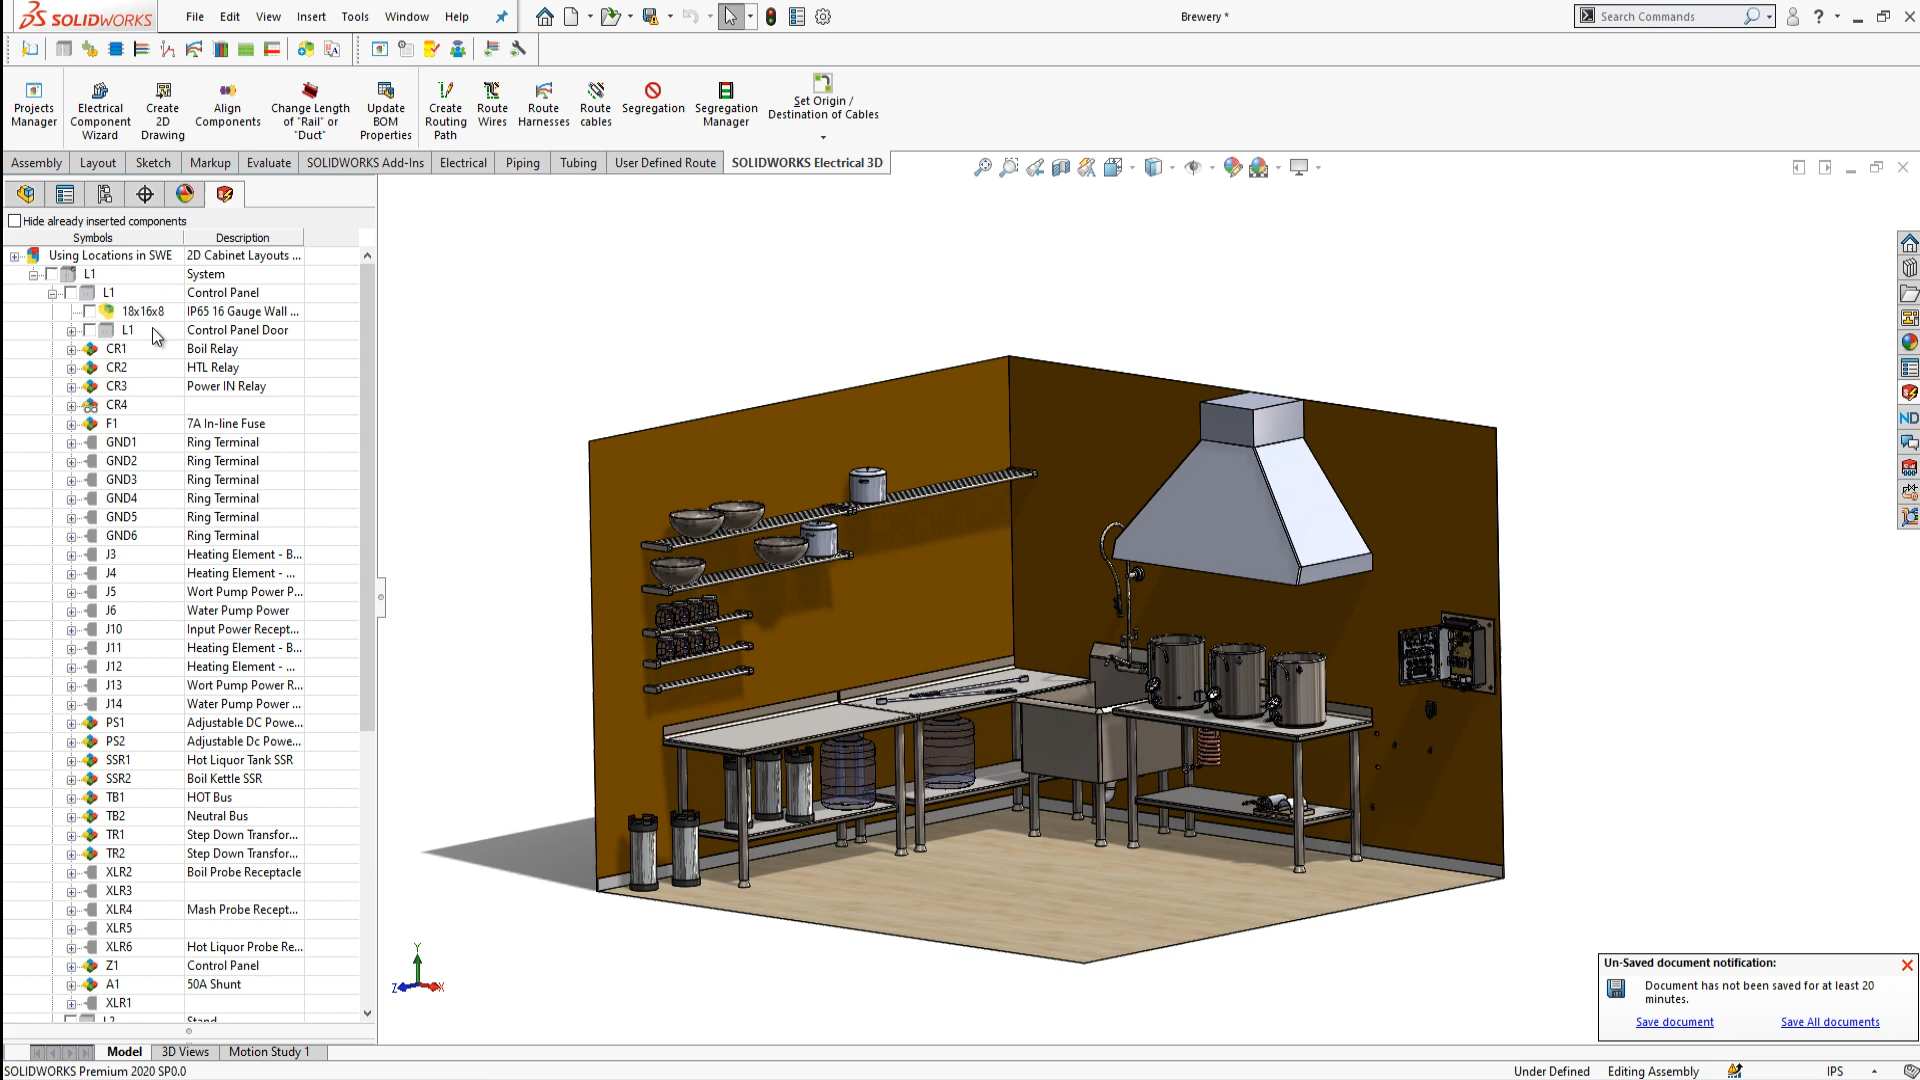 SOLIDWORKS
File Edit View Insert Tools Window Help
Brewery *
Search Commands
Projects Manager
Electrical Component Wizard
Create 2D Drawing
Align Components
Change Length of "Rail" or "Duct"
Update BOM Properties
Create Routing Path
Route Wires
Route Harnesses
Route cables
Segregation
Segregation Manager
Set Origin / Destination of Cables
Assembly Layout Sketch Markup Evaluate SOLIDWORKS Add-Ins Electrical Piping Tubing User Defined Route SOLIDWORKS Electrical 3D
Hide already inserted components
Symbols Description
Using Locations in SWE 2D Cabinet Layouts ...
L1 System
L1 Control Panel
18x16x8 IP65 16 Gauge Wall ...
L1 Control Panel Door
CR1 Boil Relay
CR2 HTL Relay
CR3 Power IN Relay
CR4
F1 7A In-line Fuse
GND1 Ring Terminal
GND2 Ring Terminal
GND3 Ring Terminal
GND4 Ring Terminal
GND5 Ring Terminal
GND6 Ring Terminal
J3 Heating Element - B...
J4 Heating Element - ...
J5 Wort Pump Power P...
J6 Water Pump Power
J10 Input Power Recept...
J11 Heating Element - B...
J12 Heating Element - ...
J13 Wort Pump Power R...
J14 Water Pump Power ...
PS1 Adjustable DC Powe...
PS2 Adjustable Dc Powe...
SSR1 Hot Liquor Tank SSR
SSR2 Boil Kettle SSR
TB1 HOT Bus
TB2 Neutral Bus
TR1 Step Down Transfor...
TR2 Step Down Transfor...
XLR2 Boil Probe Receptacle
XLR3
XLR4 Mash Probe Recept...
XLR5
XLR6 Hot Liquor Probe Re...
Z1 Control Panel
A1 50A Shunt
XLR1
L2 Stand
ND
Y
Z X
Un-Saved document notification:
Document has not been saved for at least 20
minutes.
Save document Save All documents
Model 3D Views Motion Study 1
SOLIDWORKS Premium 2020 SP0.0
Under Defined Editing Assembly IPS